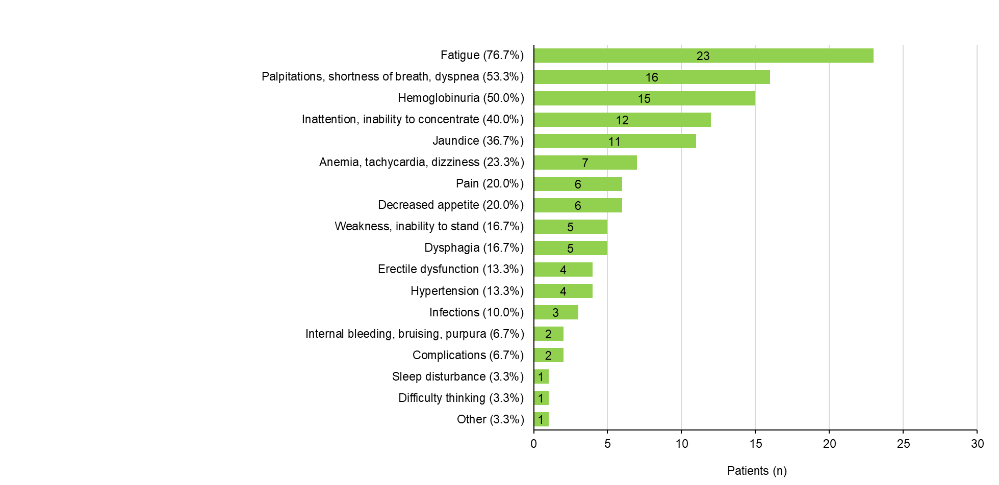 Fatigue (76.7%) 23
Palpitations, shortness of breath, dyspnea (53.3%) 16
Hemoglobinuria (50.0%) 15
Inattention, inability to concentrate (40.0%) 12
Jaundice (36.7%) 11
Anemia, tachycardia, dizziness (23.3%) 7
Pain (20.0%) 6
Decreased appetite (20.0%) 6
Weakness, inability to stand (16.7%) 5
Dysphagia (16.7%) 5
Erectile dysfunction (13.3%) 4
Hypertension (13.3%) 4
Infections (10.0%) 3
Internal bleeding, bruising, purpura (6.7%) 2
Complications (6.7%) 2
Sleep disturbance (3.3%) 1
Difficulty thinking (3.3%) 1
Other (3.3%) 1
0 5 10 15 20 25 30
Patients (n)